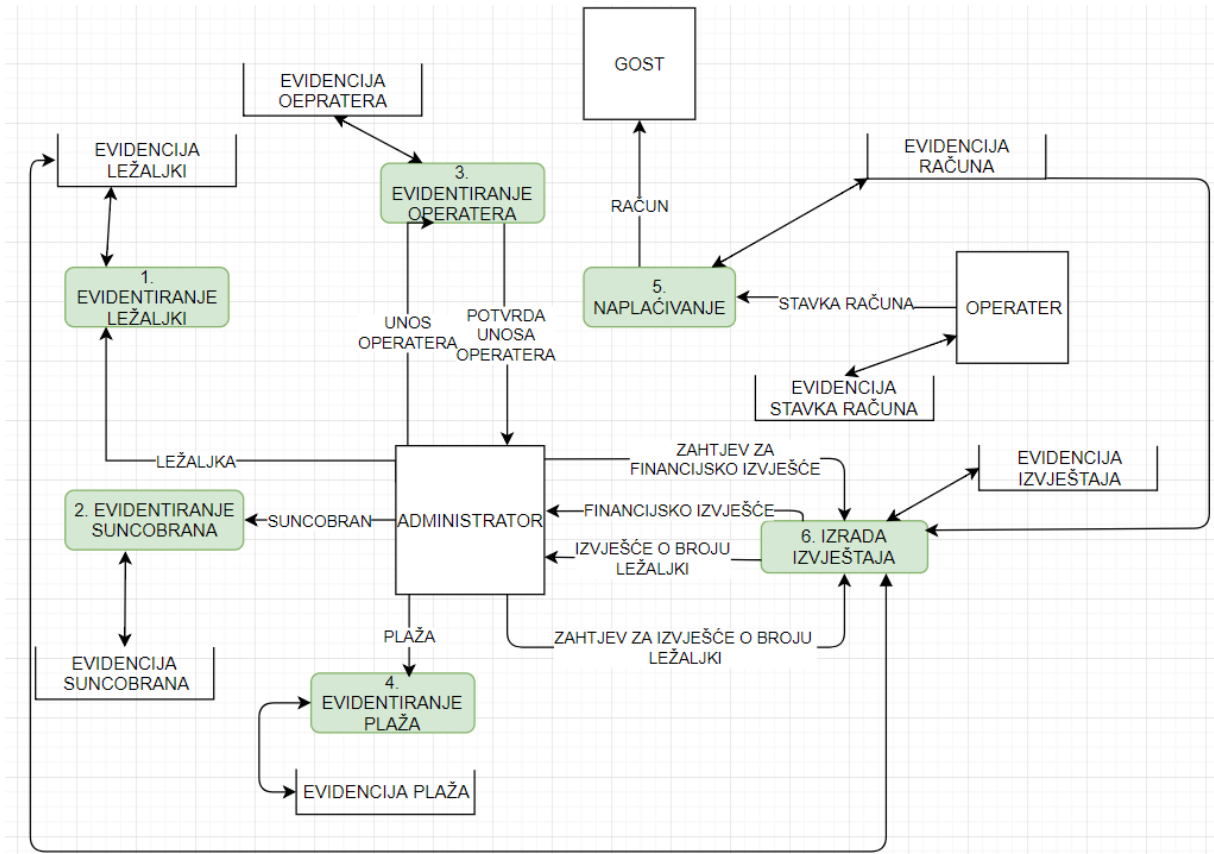 GOST
EVIDENCIJA
OEPRATERA
EVIDENCIJA
LEŽALJKI
3.
EVIDENTIRANJE
OPERATERA
EVIDENCIJA
RAČUNA
RAČUN
1.
EVIDENTIRANJE
LEŽALJKI
5.
NAPLAĆIVANJE
STAVKA RAČUNA
OPERATER
UNOS
OPERATERA
POTVRDA
UNOSA
OPERATERA
EVIDENCIJA
STAVKA RAČUNA
LEŽALJKA
ZAHTJEV ZA
FINANCIJSKO IZVJEŠĆE
EVIDENCIJA
IZVJEŠTAJA
2. EVIDENTIRANJE
SUNCOBRANA
SUNCOBRAN
ADMINISTRATOR
FINANCIJSKO IZVJEŠĆE
6. IZRADA
IZVJEŠTAJA
IZVJEŠĆE O BROJU
LEŽALJKI
PLAŽA
ZAHTJEV ZA IZVJEŠĆE O BROJU
LEŽALJKI
EVIDENCIJA
SUNCOBRANA
4.
EVIDENTIRANJE
PLAŽA
EVIDENCIJA PLAŽA